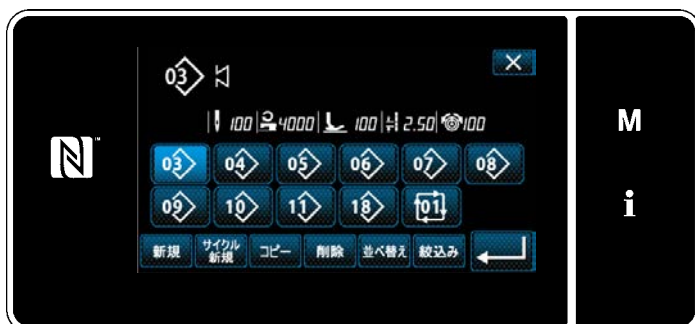 03 ×
100 4000 100 2.50 100
03 04 05 06 07 08
09 10 11 18 01
新規 サイクル新規 コピー 削除 並べ替え 絞込み
N™
M
i